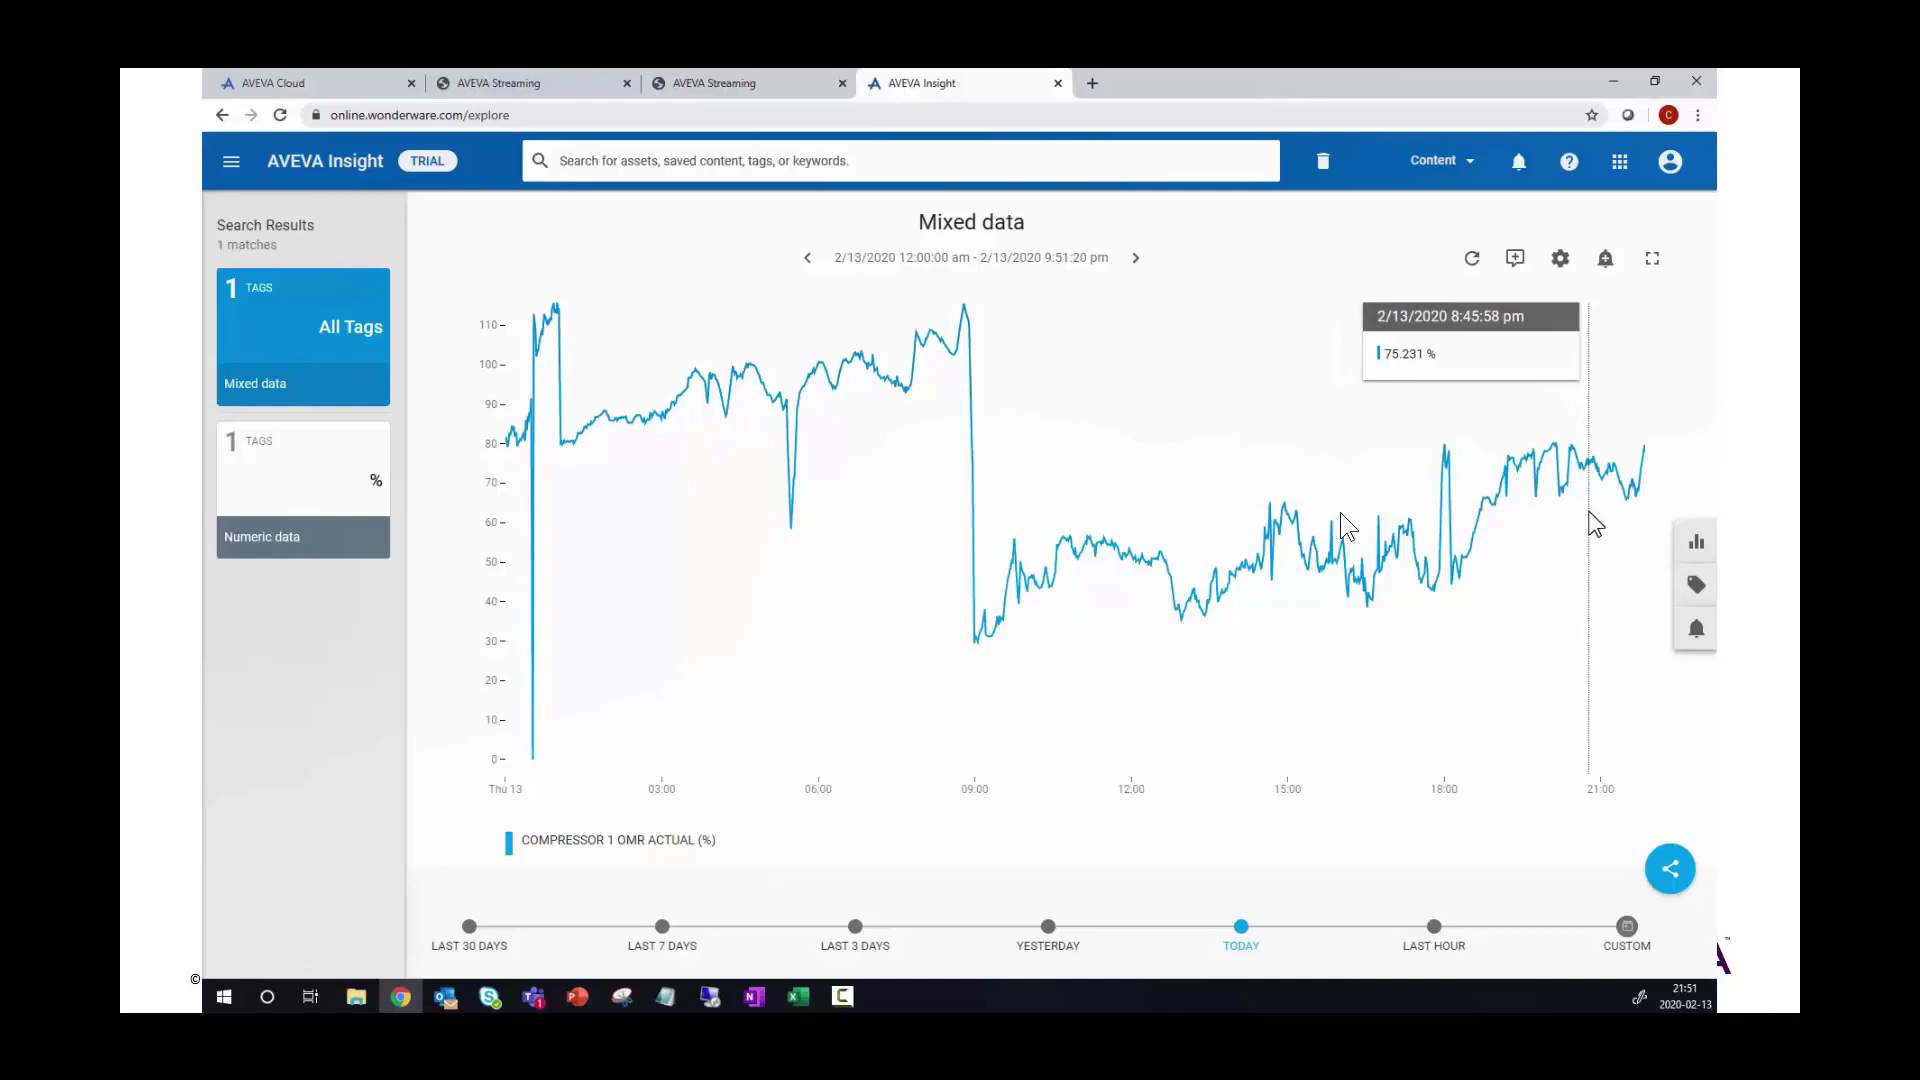 AVEVA Cloud
AVEVA Streaming
AVEVA Streaming
AVEVA Insight
online.wonderware.com/explore
C
AVEVA Insight
TRIAL
Search for assets, saved content, tags, or keywords.
Content
Search Results
1 matches
1 TAGS
All Tags
Mixed data
1 TAGS
%
Numeric data
Mixed data
2/13/2020 12:00:00 am - 2/13/2020 9:51:20 pm
2/13/2020 8:45:58 pm
75.231 %
110
100
90
80
70
60
50
40
30
20
10
0
Thu 13
03:00
06:00
09:00
12:00
15:00
18:00
21:00
COMPRESSOR 1 OMR ACTUAL (%)
LAST 30 DAYS
LAST 7 DAYS
LAST 3 DAYS
YESTERDAY
TODAY
LAST HOUR
CUSTOM
©
21:51
2020-02-13